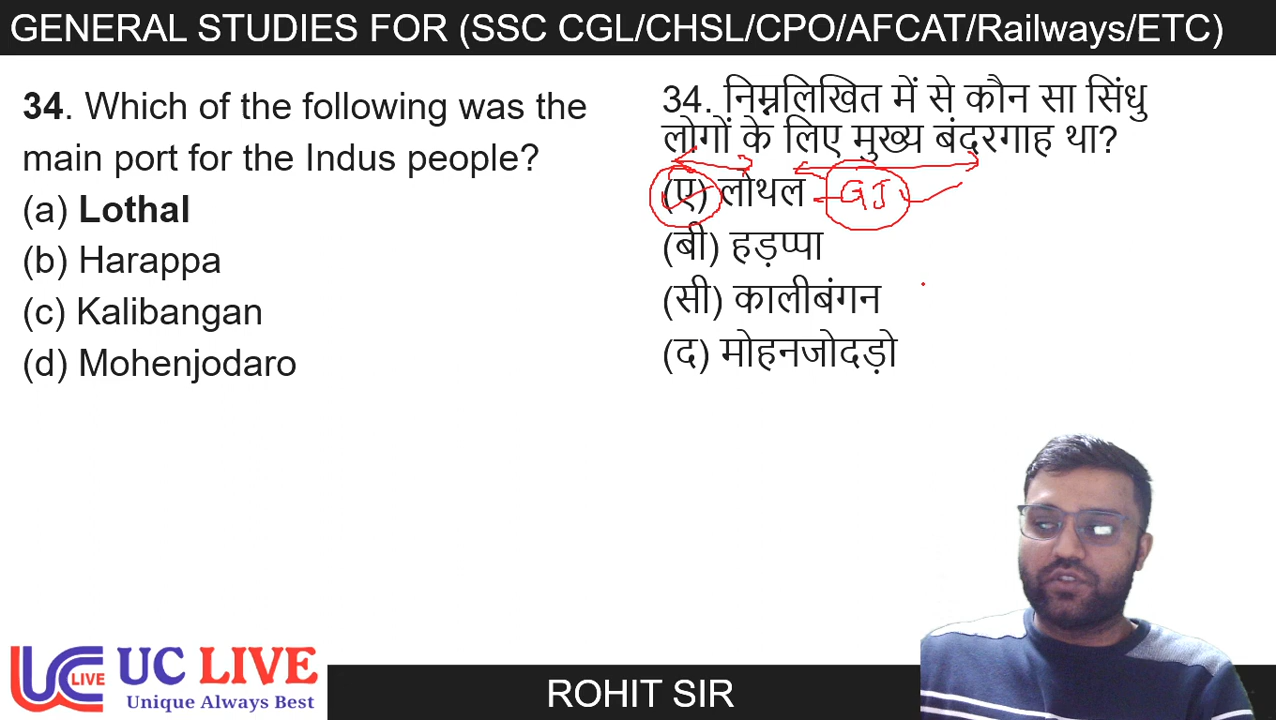 GENERAL STUDIES FOR (SSC CGL/CHSL/CPO/AFCAT/Railways/ETC)
34. Which of the following was the
main port for the Indus people?
(a) Lothal
(b) Harappa
(c) Kalibangan
(d) Mohenjodaro
34. निम्नलिखित में से कौन सा सिंधु
लोगों के लिए मुख्य बंदरगाह था?
(ए) लोथल GJ
(बी) हड़प्पा
(सी) कालीबंगन
(द) मोहनजोदड़ो
LIVE
UC LIVE
Unique Always Best
ROHIT SIR